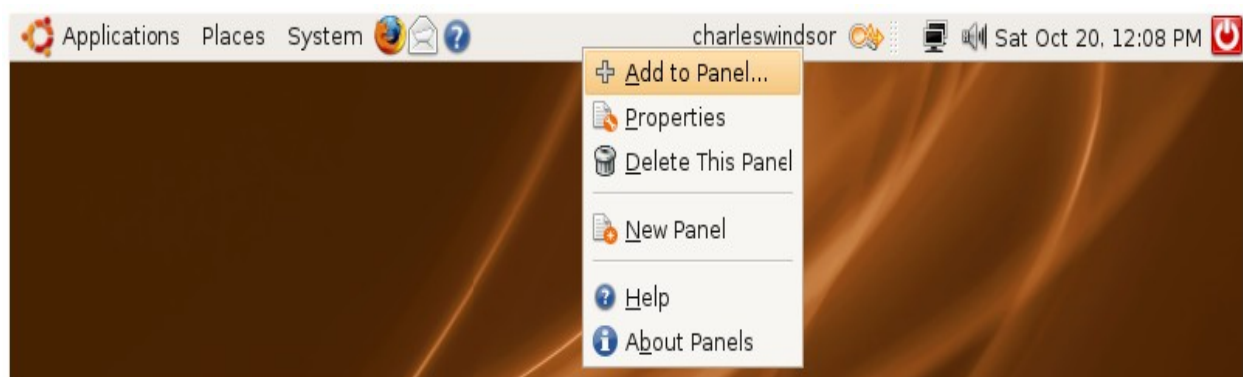 Applications Places System charleswindsor Sat Oct 20, 12:08 PM
Add to Panel...
Properties
Delete This Panel
New Panel
Help
About Panels